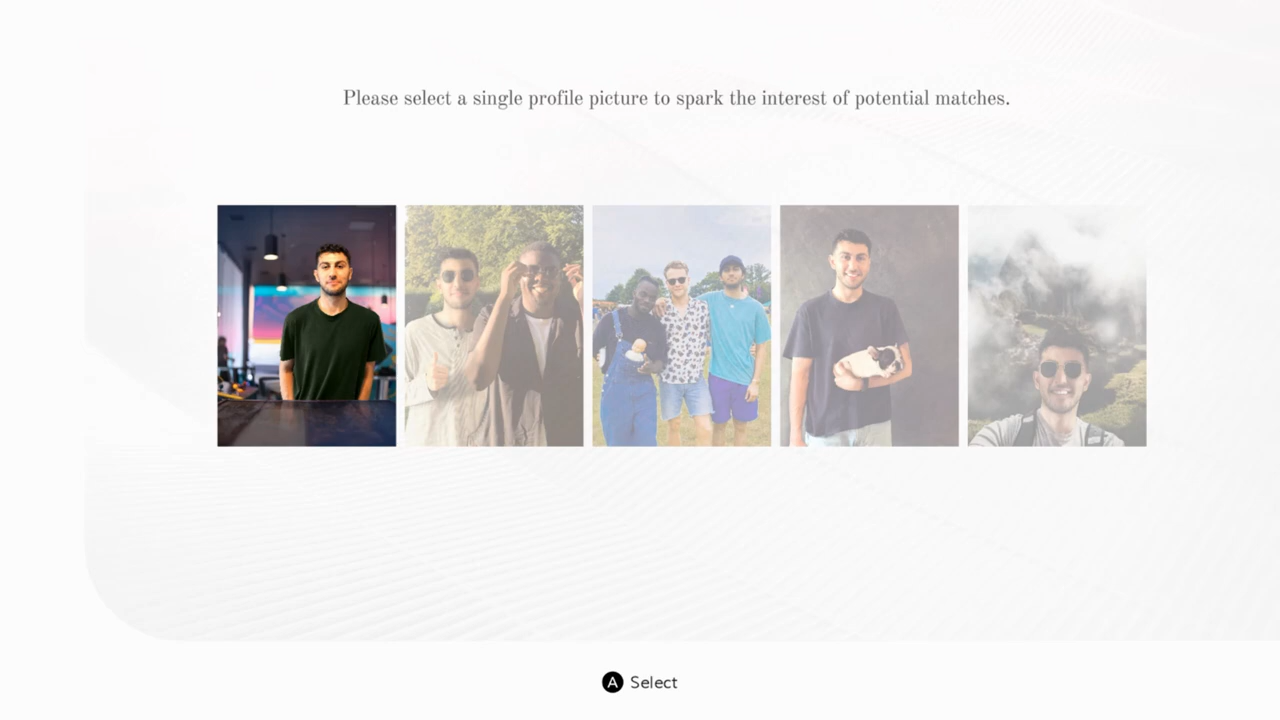 Please select a single profile picture to spark the interest of potential matches.
A Select